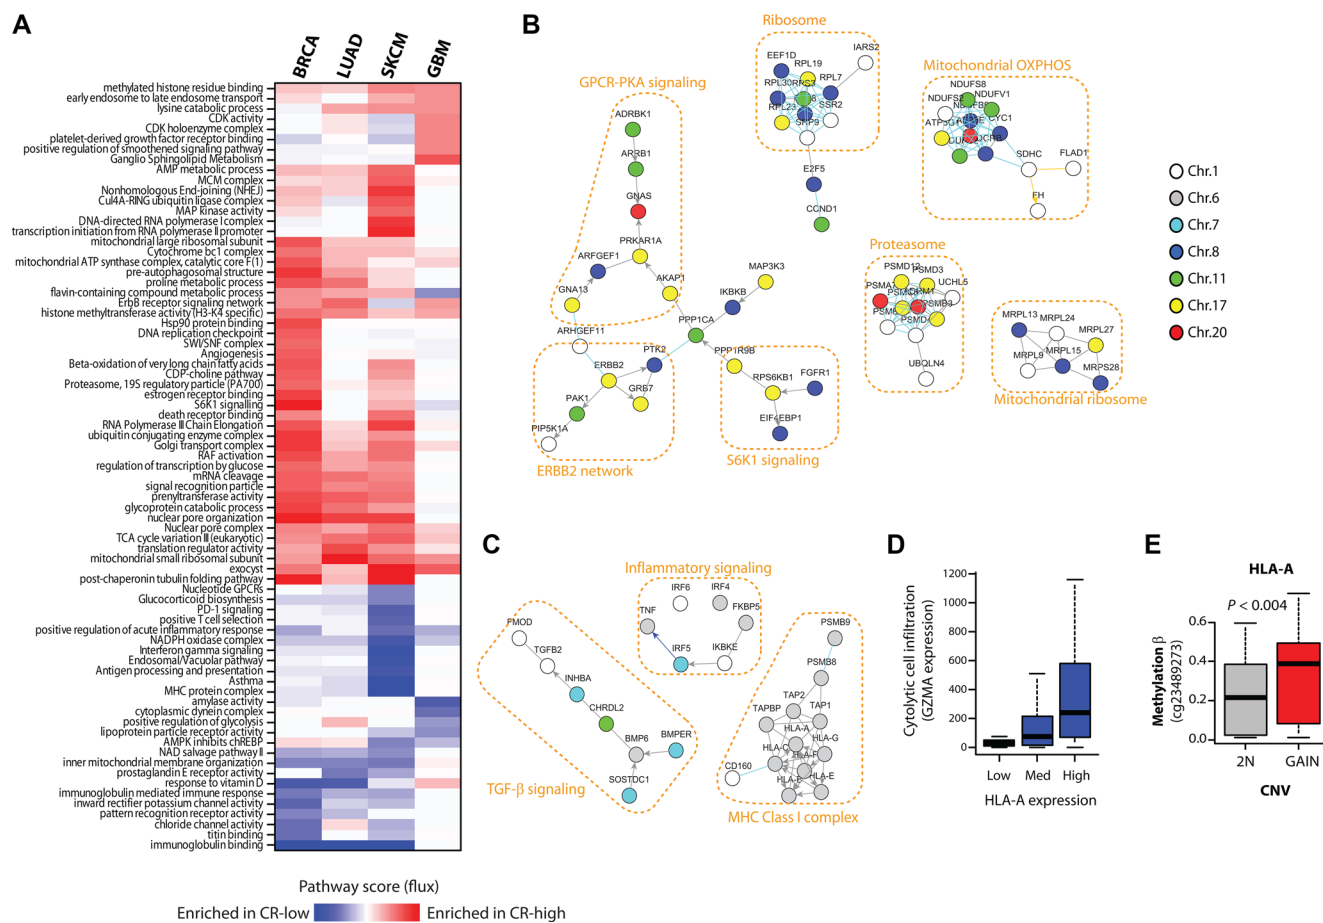 A
BRCA
LUAD
SKCM
GBM
methylated histone residue binding
early endosome to late endosome transport
lysine catabolic process
CDK activity
CDK holoenzyme complex
platelet-derived growth factor receptor binding
positive regulation of smoothened signaling pathway
Ganglio Sphingolipid Metabolism
AMP metabolic process
MCM complex
Nonhomologous End-joining (NHEJ)
Cul4A-RING ubiquitin ligase complex
MAP Kinase activity
DNA-directed RNA polymerase I complex
transcription initiation from RNA polymerase II promoter
mitochondrial large ribosomal subunit
Cytochrome bc1 complex
mitochondrial ATP synthase complex, catalytic core F(1)
pre-autophagosomal structure
proline metabolic process
flavin-containing compound metabolic process
ErbB receptor signaling network
histone methyltransferase activity (H3-K4 specific)
Hsp90 protein binding
DNA replication checkpoint
SWI/SNF complex
Angiogenesis
Beta-oxidation of very long chain fatty acids
CDP-choline pathway
Proteasome, 19S regulatory particle (PA700)
estrogen receptor binding
S6K1 signalling
death receptor binding
RNA Polymerase III Chain Elongation
ubiquitin conjugating enzyme complex
Golgi transport complex
RAF activation
regulation of transcription by glucose
mRNA cleavage
signal recognition particle
prenyltransferase activity
glycoprotein catabolic process
nuclear pore organization
Nuclear pore complex
TCA cycle variation III (eukaryotic)
translation regulator activity
mitochondrial small ribosomal subunit
exocyst
post-chaperonin tubulin folding pathway
Nucleotide GPCRs
Glucocorticoid biosynthesis
PD-1 signaling
positive T cell selection
positive regulation of acute inflammatory response
NADPH oxidase complex
Interferon gamma signaling
Endosomal/Vacuolar pathway
Antigen processing and presentation
Asthma
MHC protein complex
amylase activity
cytoplasmic dynein complex
positive regulation of glycolysis
lipoprotein particle receptor activity
AMPK inhibits chREBP
NAD salvage pathway II
inner mitochondrial membrane organization
prostaglandin E receptor activity
response to vitamin D
immunoglobulin mediated immune response
inward rectifier potassium channel activity
pattern recognition receptor activity
chloride channel activity
titin binding
immunoglobulin binding
Pathway score (flux)
Enriched in CR-low
Enriched in CR-high
B
GPCR-PKA signaling
ADRBK1
ARRB1
GNAS
PRKAR1A
ARFGEF1
AKAP1
GNA13
ARHGEF11
MAP3K3
IKBKB
PPP1CA
PTK2
PPP1R9B
ERBB2
GRB7
PAK1
PIP5K1A
ERBB2 network
RPS6KB1
FGFR1
EIF4EBP1
S6K1 signaling
Ribosome
IARS2
EEF1D
RPL19
RPL30
RPL7
RPL23
SSR2
SRP9
E2F5
CCND1
Mitochondrial OXPHOS
NDUFS8
NDUFV1
NDUFS2
CYC1
SDHC
FLAD1
FH
Proteasome
PSMD12
PSMD3
UCHL5
PSMD4
UBQLN4
MRPL13
MRPL24
MRPL27
MRPL9
MRPL15
MRPS28
Mitochondrial ribosome
Chr.1
Chr.6
Chr.7
Chr.8
Chr.11
Chr.17
Chr.20
C
Inflammatory signaling
IRF6
IRF4
TNF
FKBP5
IRF5
IKBKE
FMOD
TGFB2
INHBA
CHRDL2
BMP6
BMPER
SOSTDC1
TGF-β signaling
PSMB9
PSMB8
TAP2
TAPBP
TAP1
HLA-A
HLA-G
HLA-E
CD160
MHC Class I complex
D
Cytolytic cell infiltration
(GZMA expression)
1200
1000
800
600
400
200
0
Low
Med
High
HLA-A expression
E
HLA-A
P < 0.004
Methylation β
(cg23489273)
0.6
0.4
0.2
0.0
2N
GAIN
CNV